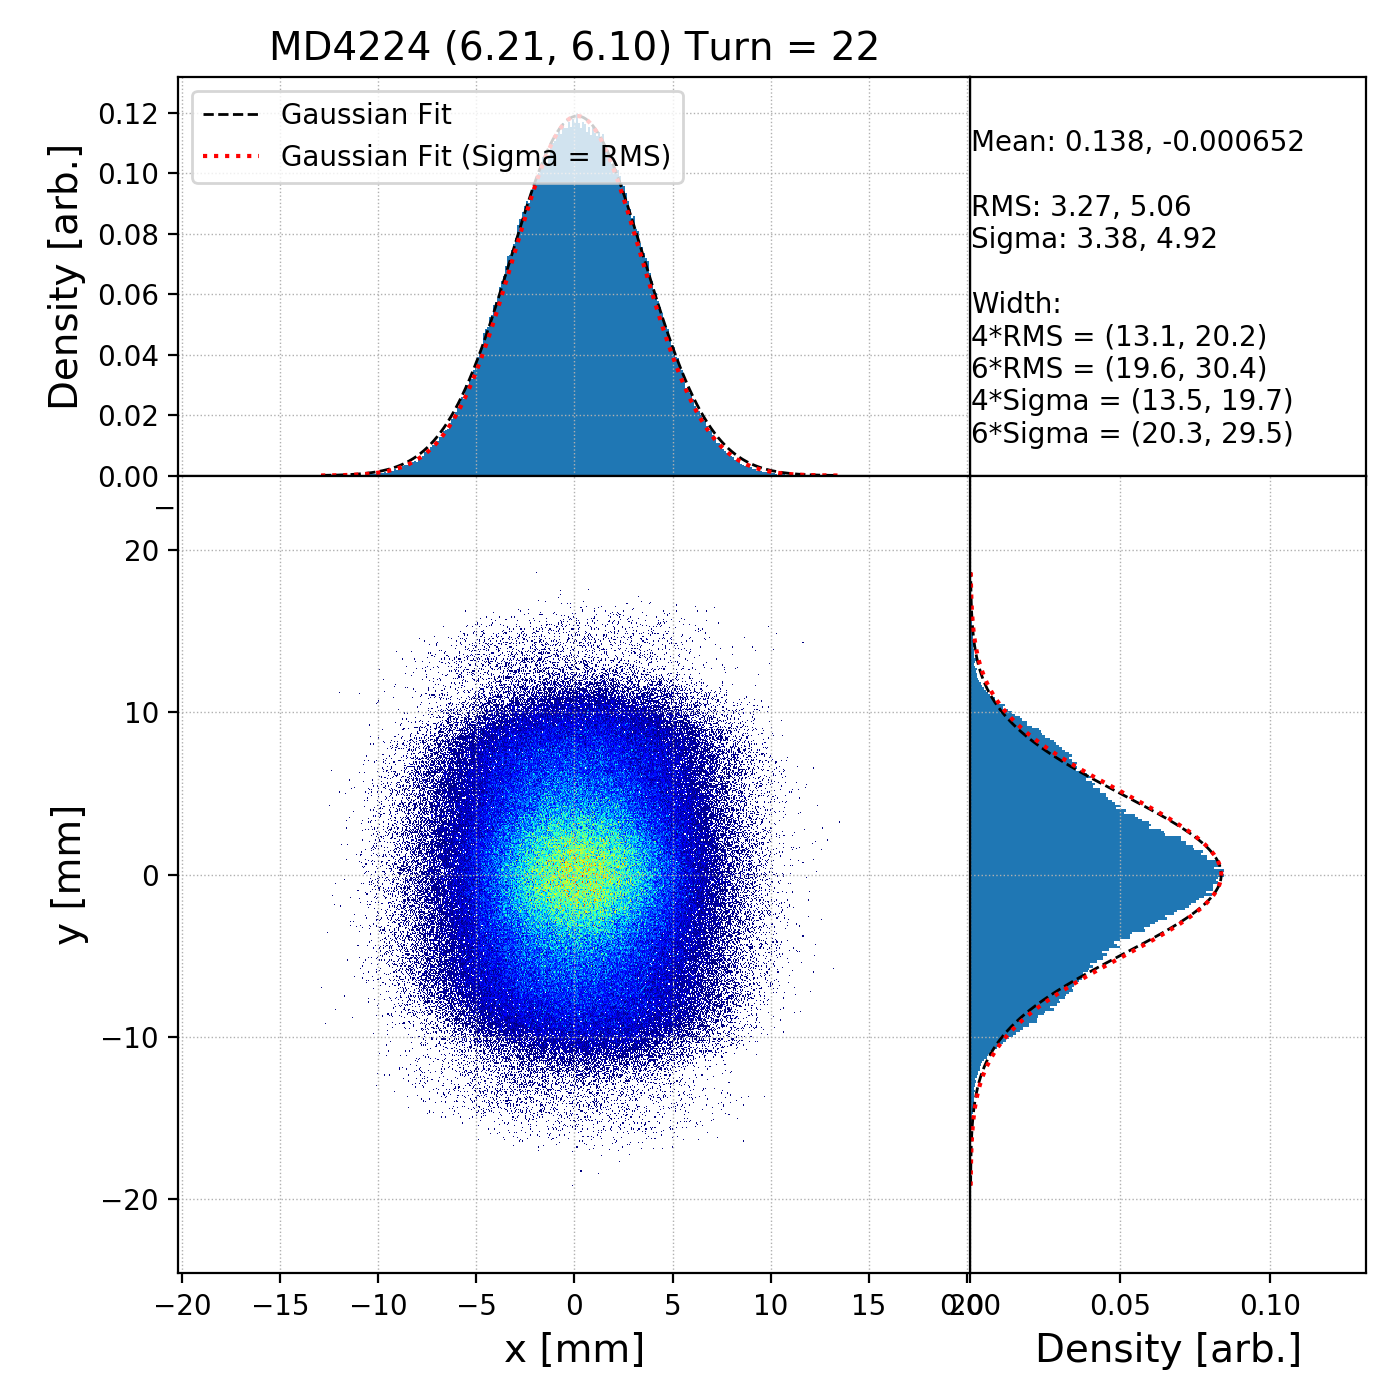 MD4224 (6.21, 6.10) Turn = 22
Gaussian Fit
Gaussian Fit (Sigma = RMS)
Density [arb.]
0.12
0.10
0.08
0.06
0.04
0.02
0.00
Mean: 0.138, -0.000652
RMS: 3.27, 5.06
Sigma: 3.38, 4.92
Width:
4*RMS = (13.1, 20.2)
6*RMS = (19.6, 30.4)
4*Sigma = (13.5, 19.7)
6*Sigma = (20.3, 29.5)
−
y [mm]
20
10
0
−10
−20
−20 −15 −10 −5 0 5 10 15 20
x [mm]
0.00 0.05 0.10
Density [arb.]